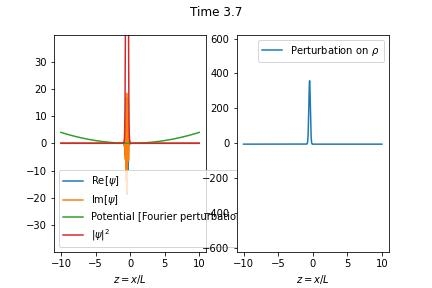 Time 3.7
30
20
10
0
−10
−20
−30
Re[ψ]
Im[ψ]
Potential [Fourier perturbatio
|ψ|²
−10 −5 0 5 10
z = x/L
600
400
200
0
−200
−400
−600
Perturbation on ρ
−10 −5 0 5 10
z = x/L